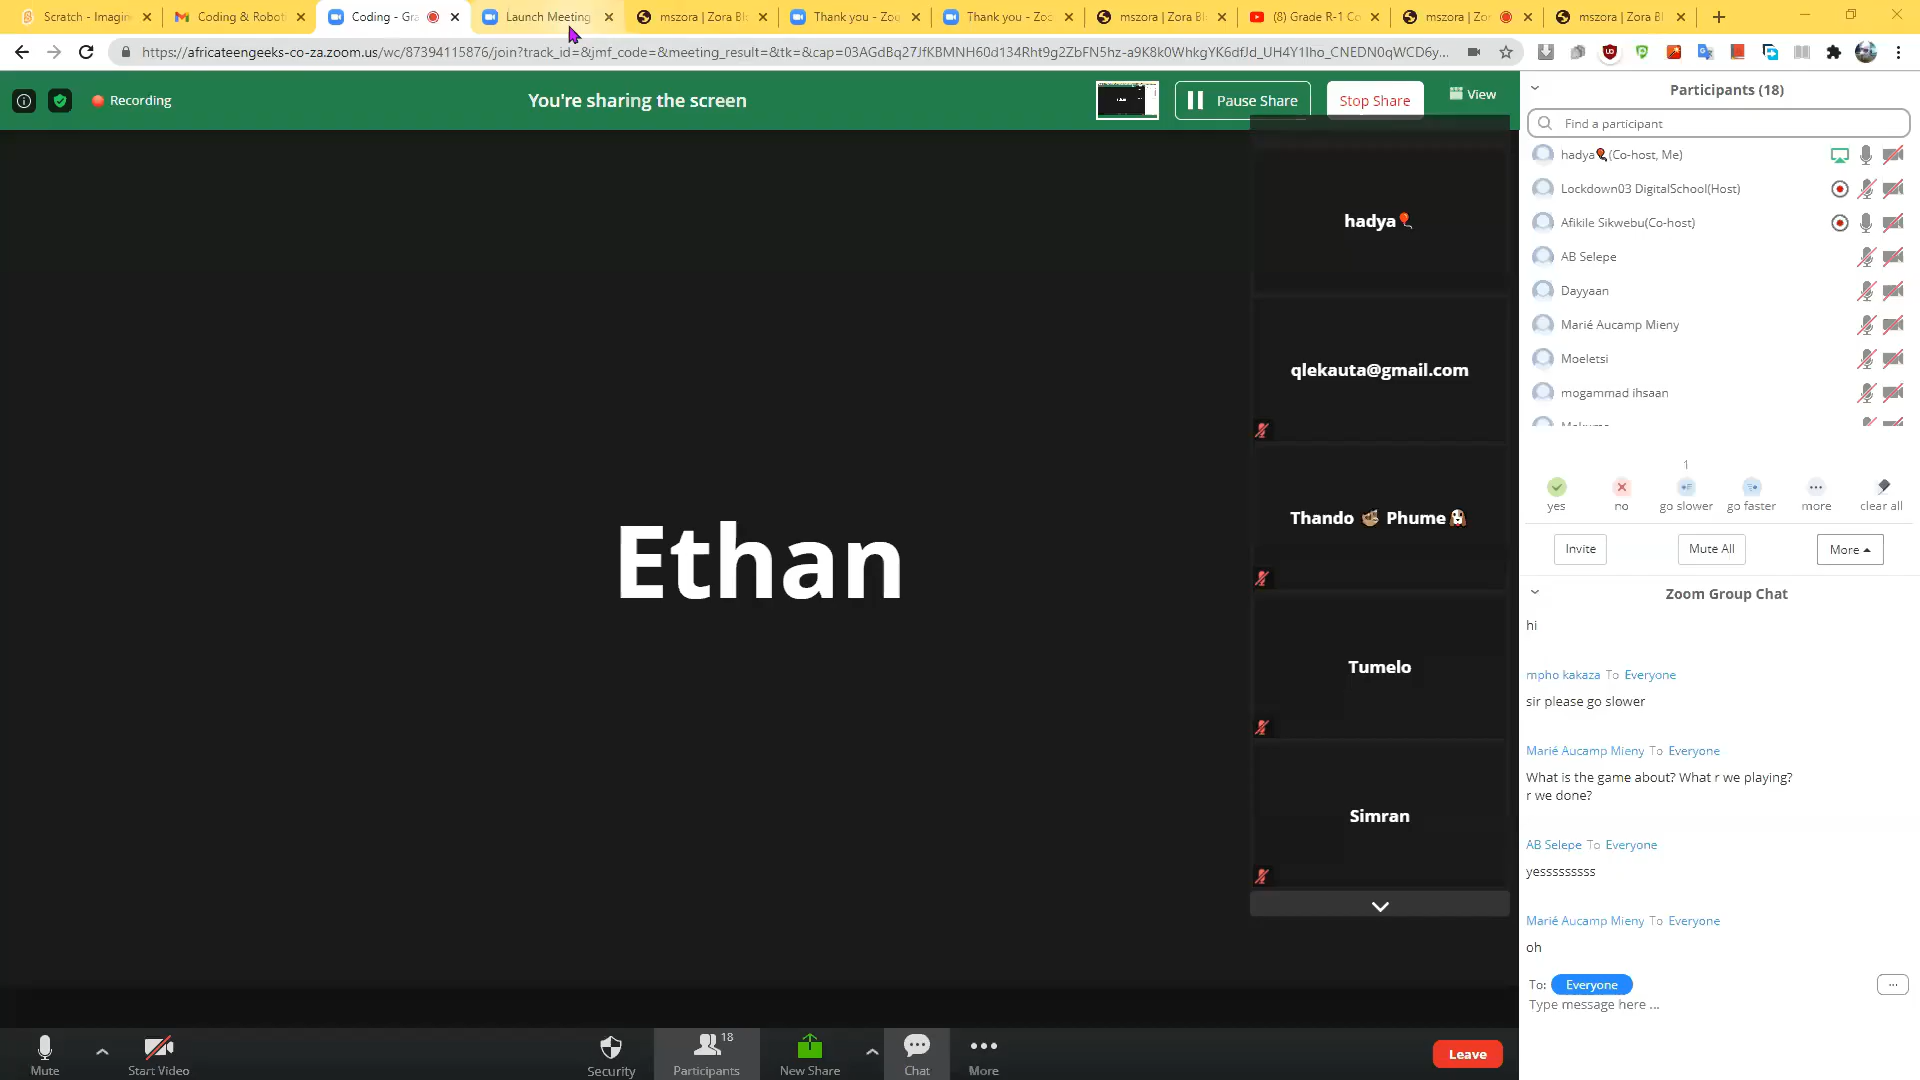 Scratch - Imagin
Coding & Roboti
Coding - Gra
Launch Meeting
mszora | Zora Bl
Thank you - Zoo
Thank you - Zoo
mszora | Zora Bl
(8) Grade R-1 Co
mszora | Zor
mszora | Zora Bl
https://africateengeeks-co-za.zoom.us/wc/87394115876/join?track_id=&jmf_code=&meeting_result=&tk=&cap=03AGdBq27JfKBMNH60d134Rht9g2ZbFN5hz-a9K8k0WhkgYK6dfJd_UH4Y1Iho_CNEDN0qWCD6y...
Recording
You're sharing the screen
Pause Share
Stop Share
View
hadya
qlekauta@gmail.com
Thando Phume
Tumelo
Simran
Ethan
Participants (18)
Find a participant
hadya (Co-host, Me)
Lockdown03 DigitalSchool(Host)
Afikile Sikwebu(Co-host)
AB Selepe
Dayyaan
Marié Aucamp Mieny
Moeletsi
mogammad ihsaan
1
yes
no
go slower
go faster
more
clear all
Invite
Mute All
More
Zoom Group Chat
hi
mpho kakaza To Everyone
sir please go slower
Marié Aucamp Mieny To Everyone
What is the game about? What r we playing?
r we done?
AB Selepe To Everyone
yesssssssss
Marié Aucamp Mieny To Everyone
oh
To: Everyone
...
Type message here ...
Mute
Start Video
Security
18
Participants
New Share
Chat
More
Leave